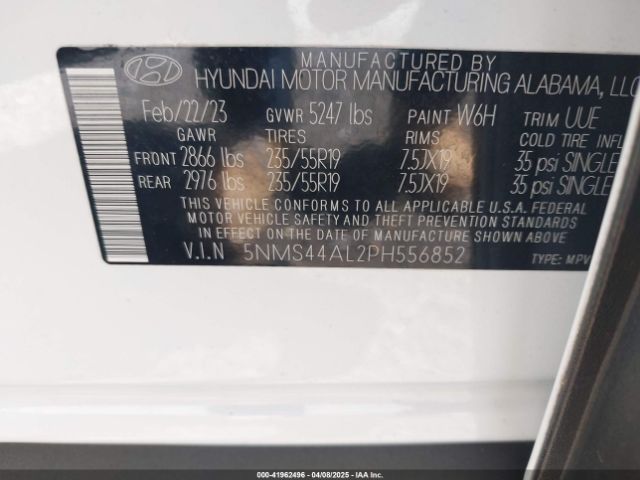 MANUFACTURED BY
HYUNDAI MOTOR MANUFACTURING ALABAMA, LLC
Feb/22/23 GVWR 5247 lbs PAINT W6H TRIM UUE
GAWR TIRES RIMS COLD TIRE INFL
FRONT 2866 lbs 235/55R19 7.5JX19 35 psi SINGLE
REAR 2976 lbs 235/55R19 7.5JX19 35 psi SINGLE
THIS VEHICLE CONFORMS TO ALL APPLICABLE U.S.A. FEDERAL
MOTOR VEHICLE SAFETY AND THEFT PREVENTION STANDARDS
IN EFFECT ON THE DATE OF MANUFACTURE SHOWN ABOVE.
V.I.N 5NMS44AL2PH556852 TYPE: MPV
000-41962496 - 04/08/2025 - IAAI, Inc. Copyright